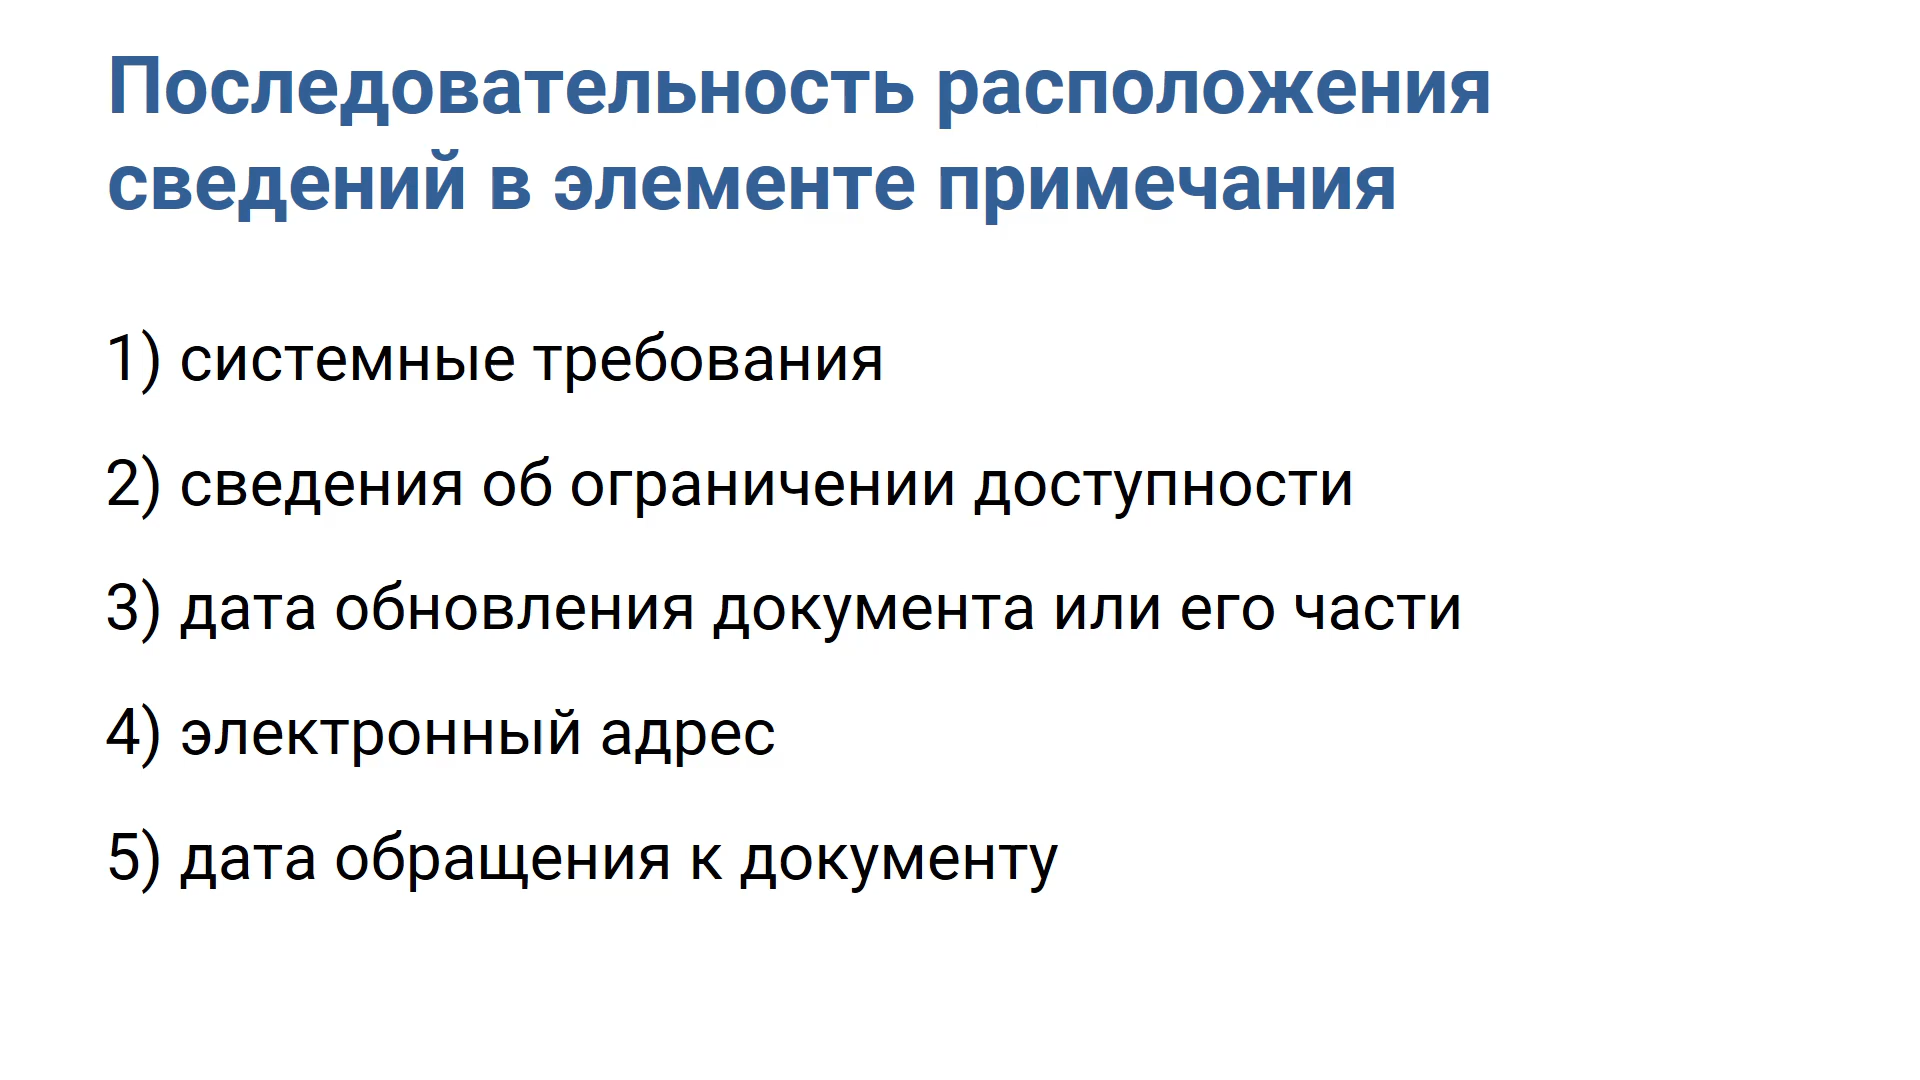 Последовательность расположения
сведений в элементе примечания
1) системные требования
2) сведения об ограничении доступности
3) дата обновления документа или его части
4) электронный адрес
5) дата обращения к документу